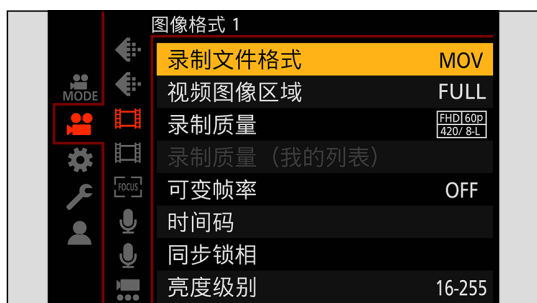 图像格式 1
录制文件格式 MOV
MODE
视频图像区域 FULL
录制质量 FHD 60p 420/ 8-L
录制质量（我的列表）
FOCUS
可变帧率 OFF
时间码
同步锁相
亮度级别 16-255